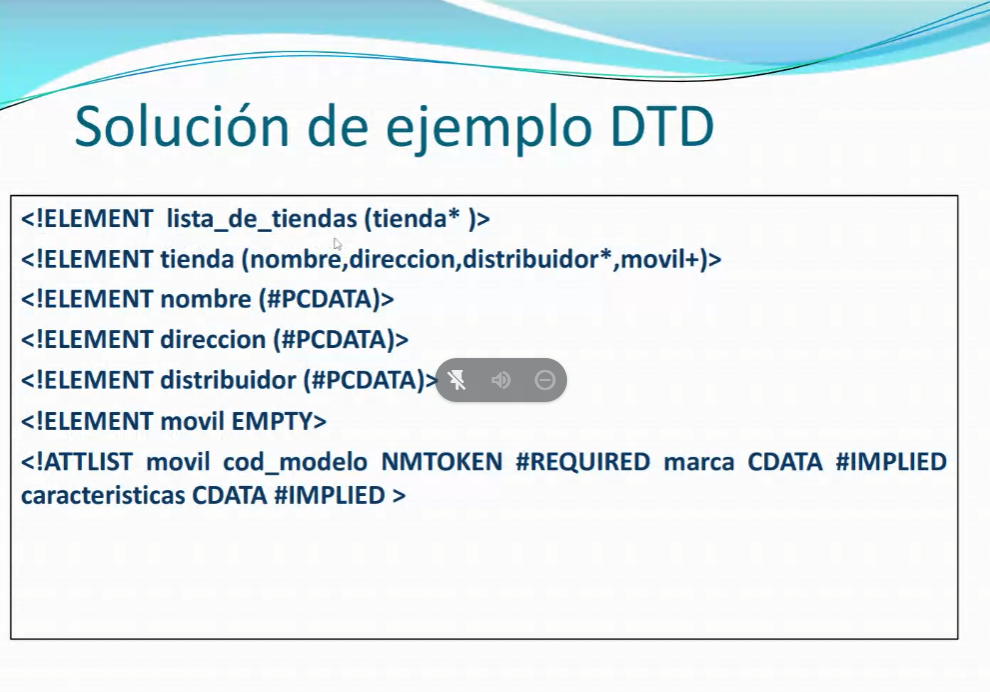 Solución de ejemplo DTD
<!ELEMENT  lista_de_tiendas (tienda* )>
<!ELEMENT tienda (nombre,direccion,distribuidor*,movil+)>
<!ELEMENT nombre (#PCDATA)>
<!ELEMENT direccion (#PCDATA)>
<!ELEMENT distribuidor (#PCDATA)>
<!ELEMENT movil EMPTY>
<!ATTLIST movil cod_modelo NMTOKEN #REQUIRED marca CDATA #IMPLIED
caracteristicas CDATA #IMPLIED >